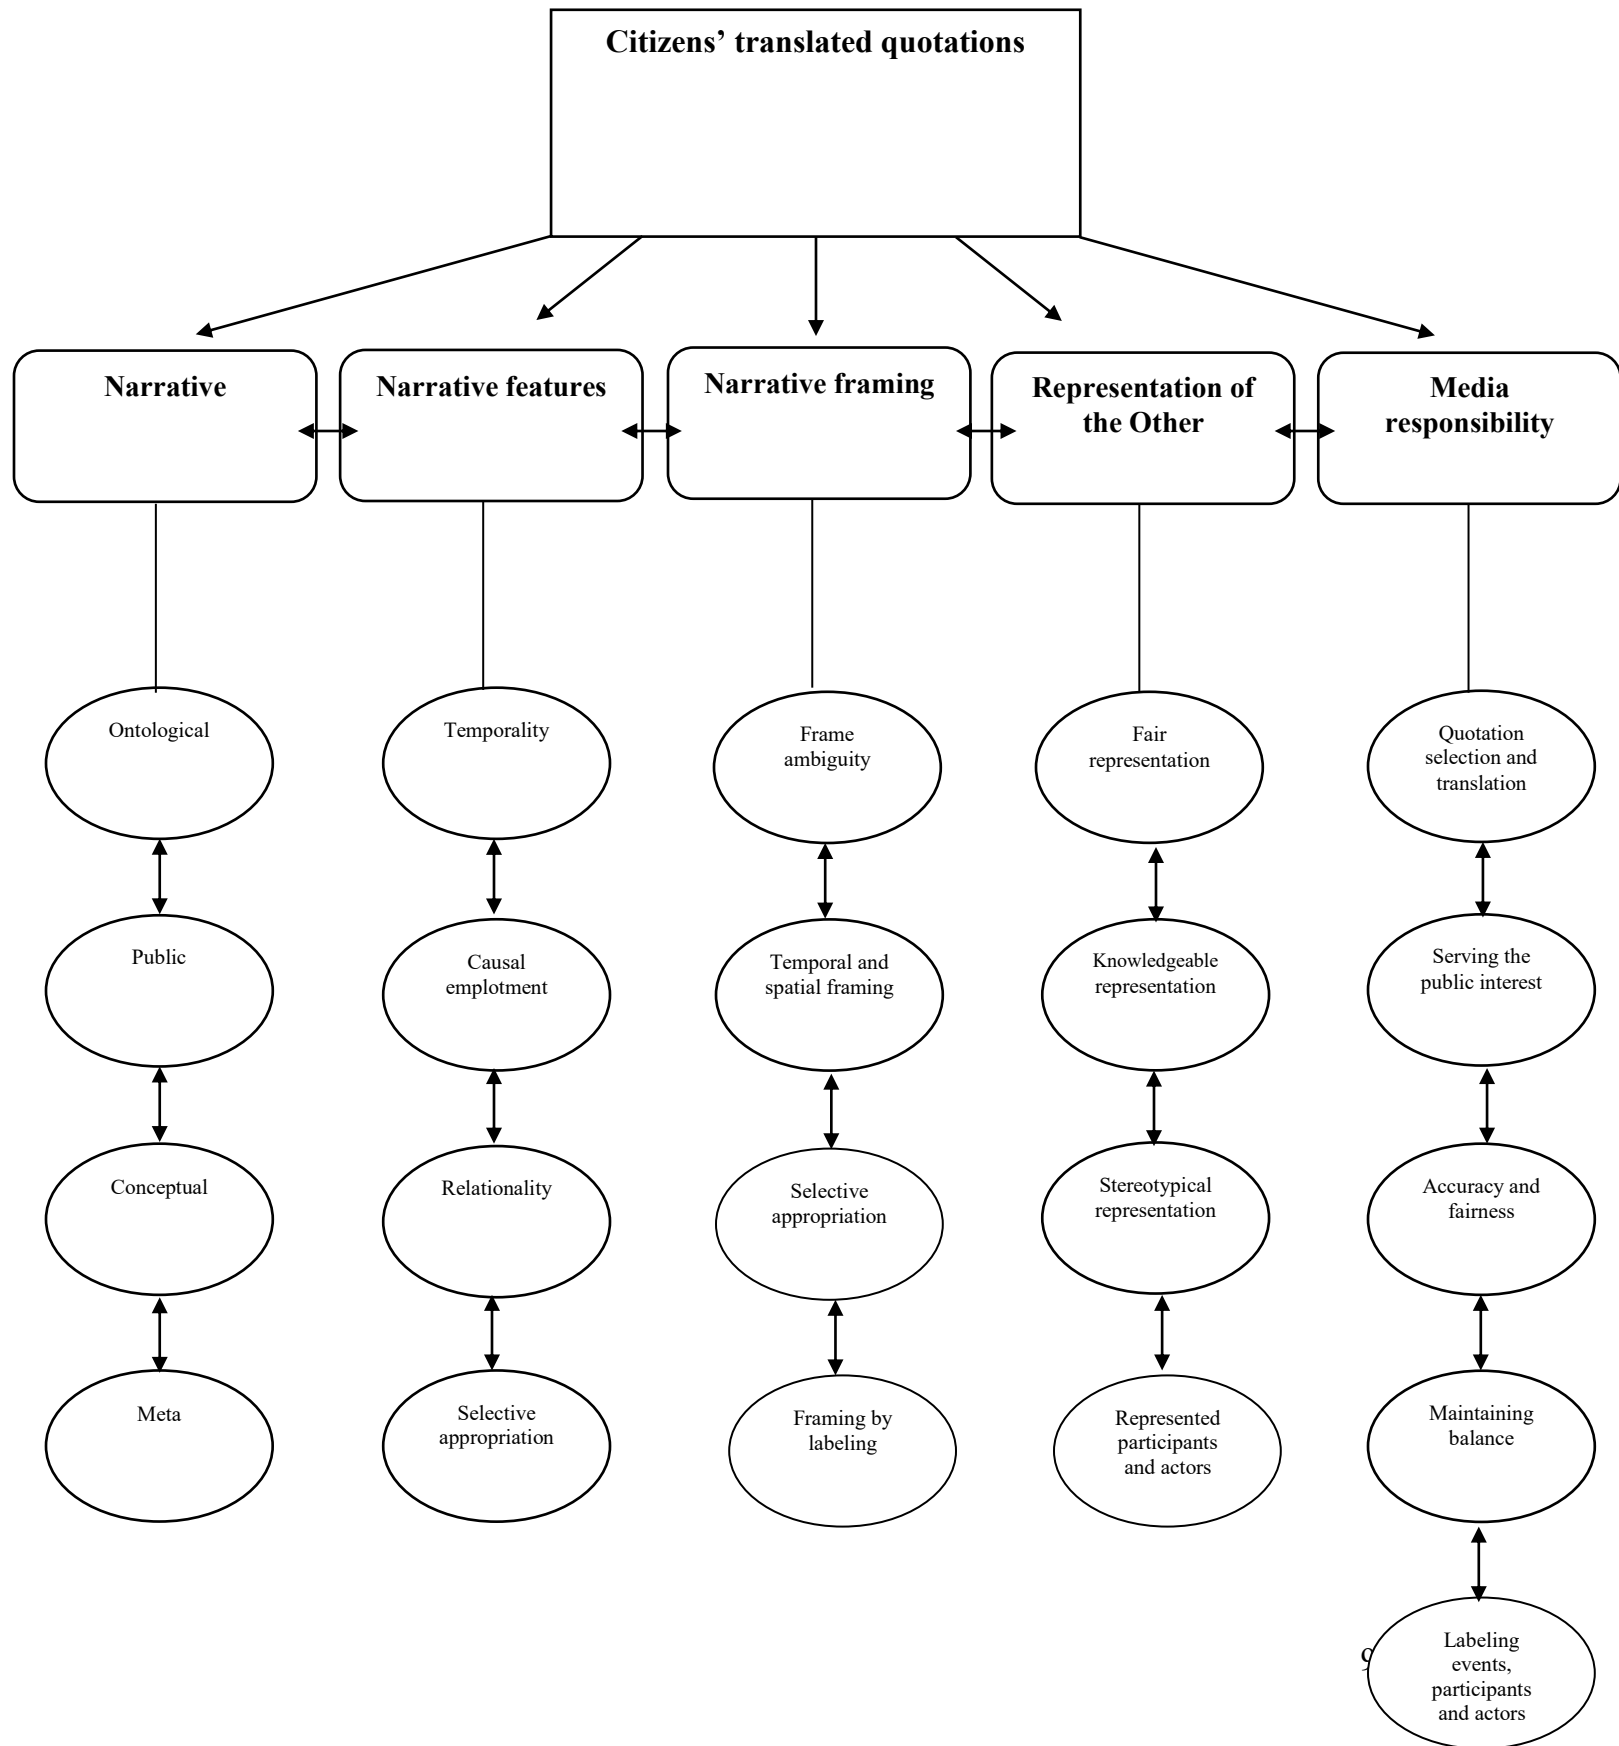 Citizens’ translated quotations
Narrative
Narrative features
Narrative framing
Representation of
the Other
Media
responsibility
Ontological
Temporality
Frame
ambiguity
Fair
representation
Quotation
selection and
translation
Public
Causal
emplotment
Temporal and
spatial framing
Knowledgeable
representation
Serving the
public interest
Conceptual
Relationality
Selective
appropriation
Stereotypical
representation
Accuracy and
fairness
Meta
Selective
appropriation
Framing by
labeling
Represented
participants
and actors
Maintaining
balance
Labeling
events,
participants
and actors